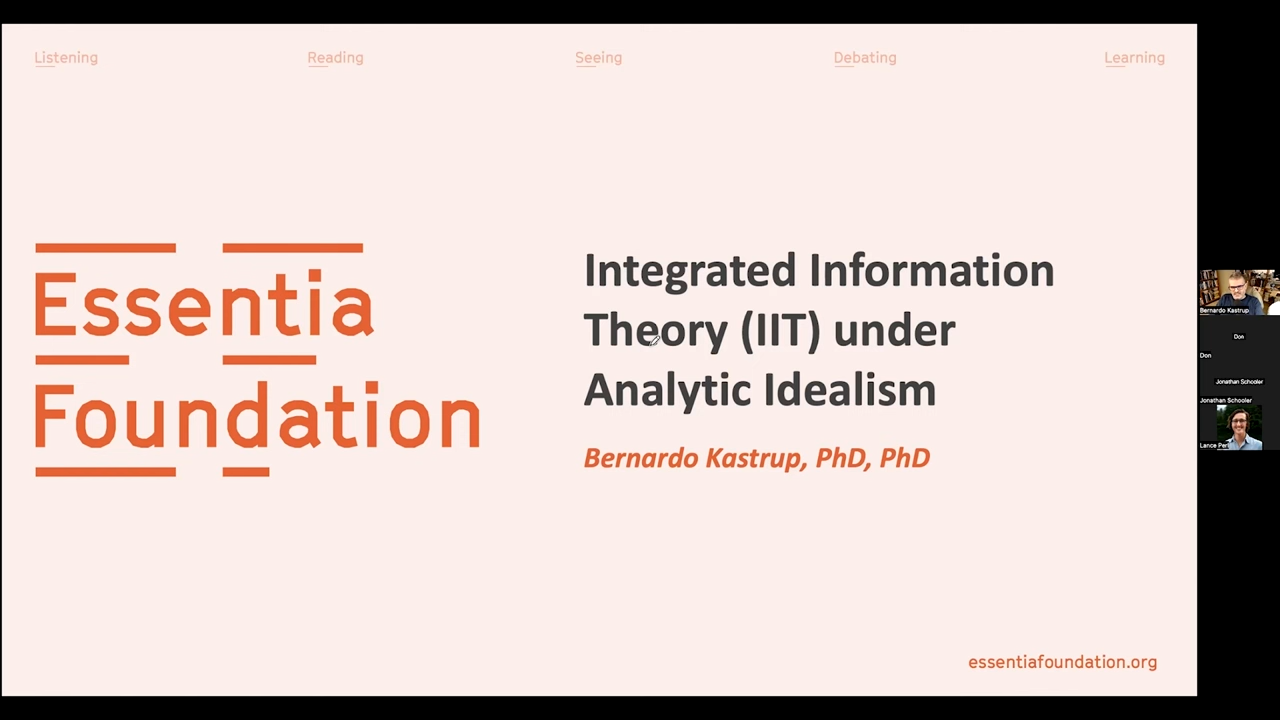 Listening
Reading
Seeing
Debating
Learning
Essentia
Foundation
Integrated Information
Theory (IIT) under
Analytic Idealism
Bernardo Kastrup, PhD, PhD
essentiafoundation.org
Bernardo Kastrup
Don
Don
Jonathan Schooler
Jonathan Schooler
Lance